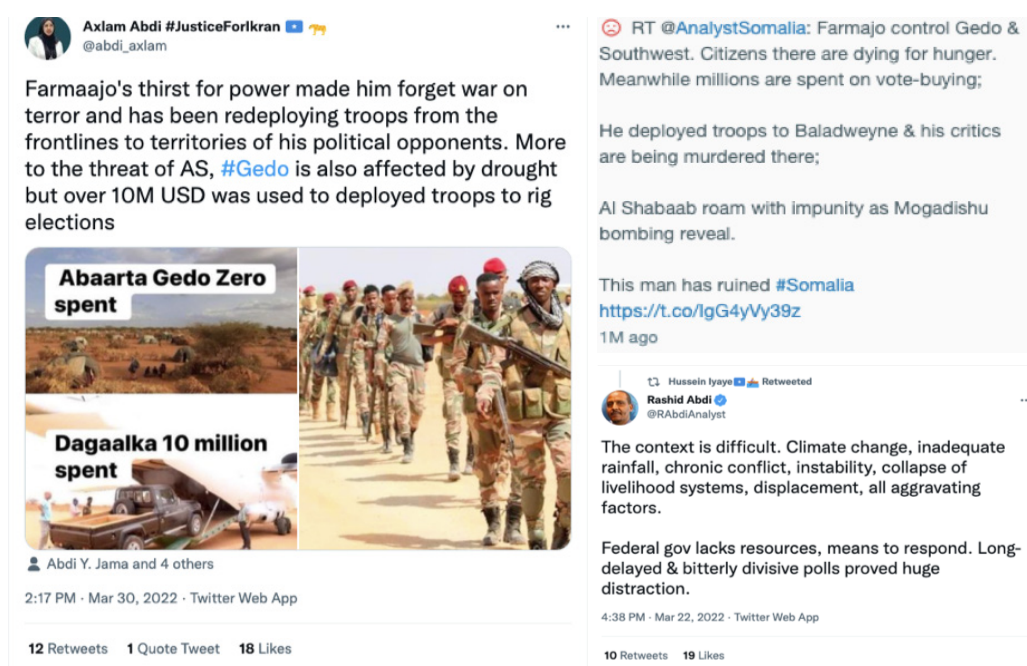 Axlam Abdi #JusticeForIkran
@abdi_axlam
Farmaajo's thirst for power made him forget war on
terror and has been redeploying troops from the
frontlines to territories of his political opponents. More
to the threat of AS, #Gedo is also affected by drought
but over 10M USD was used to deployed troops to rig
elections
Abaarta Gedo Zero
spent
Dagaalka 10 million
spent
Abdi Y. Jama and 4 others
2:17 PM · Mar 30, 2022 · Twitter Web App
12 Retweets 1 Quote Tweet 18 Likes
RT @AnalystSomalia: Farmajo control Gedo &
Southwest. Citizens there are dying for hunger.
Meanwhile millions are spent on vote-buying;
He deployed troops to Baladweyne & his critics
are being murdered there;
Al Shabaab roam with impunity as Mogadishu
bombing reveal.
This man has ruined #Somalia
https://t.co/lgG4yVy39z
1M ago
Hussein Iyaye Retweeted
Rashid Abdi
@RAbdiAnalyst
The context is difficult. Climate change, inadequate
rainfall, chronic conflict, instability, collapse of
livelihood systems, displacement, all aggravating
factors.
Federal gov lacks resources, means to respond. Long-
delayed & bitterly divisive polls proved huge
distraction.
4:38 PM · Mar 22, 2022 · Twitter Web App
10 Retweets 19 Likes